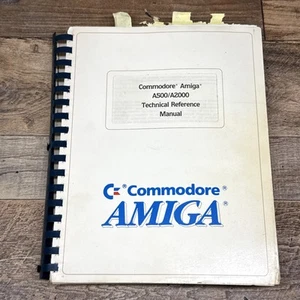 Commodore® Amiga®
A500/A2000
Technical Reference
Manual
Commodore®
AMIGA®